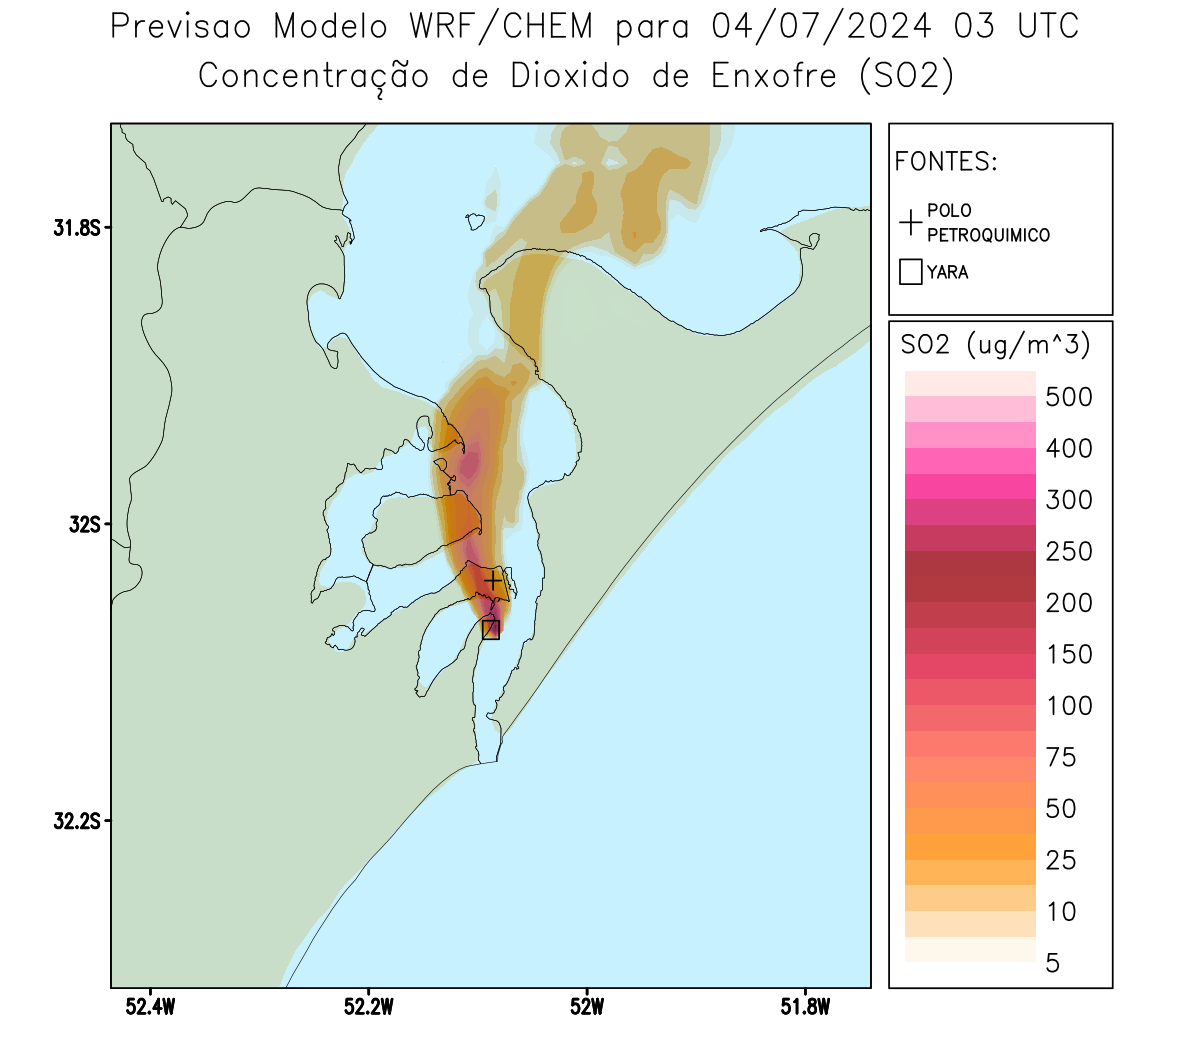 Previsao Modelo WRF/CHEM para 04/07/2024 03 UTC
Concentração de Dioxido de Enxofre (SO2)
FONTES:
POLO
PETROQUIMICO
YARA
SO2 (ug/m^3)
500
400
300
250
200
150
100
75
50
25
10
5
31.8S
32S
32.2S
52.4W
52.2W
52W
51.8W